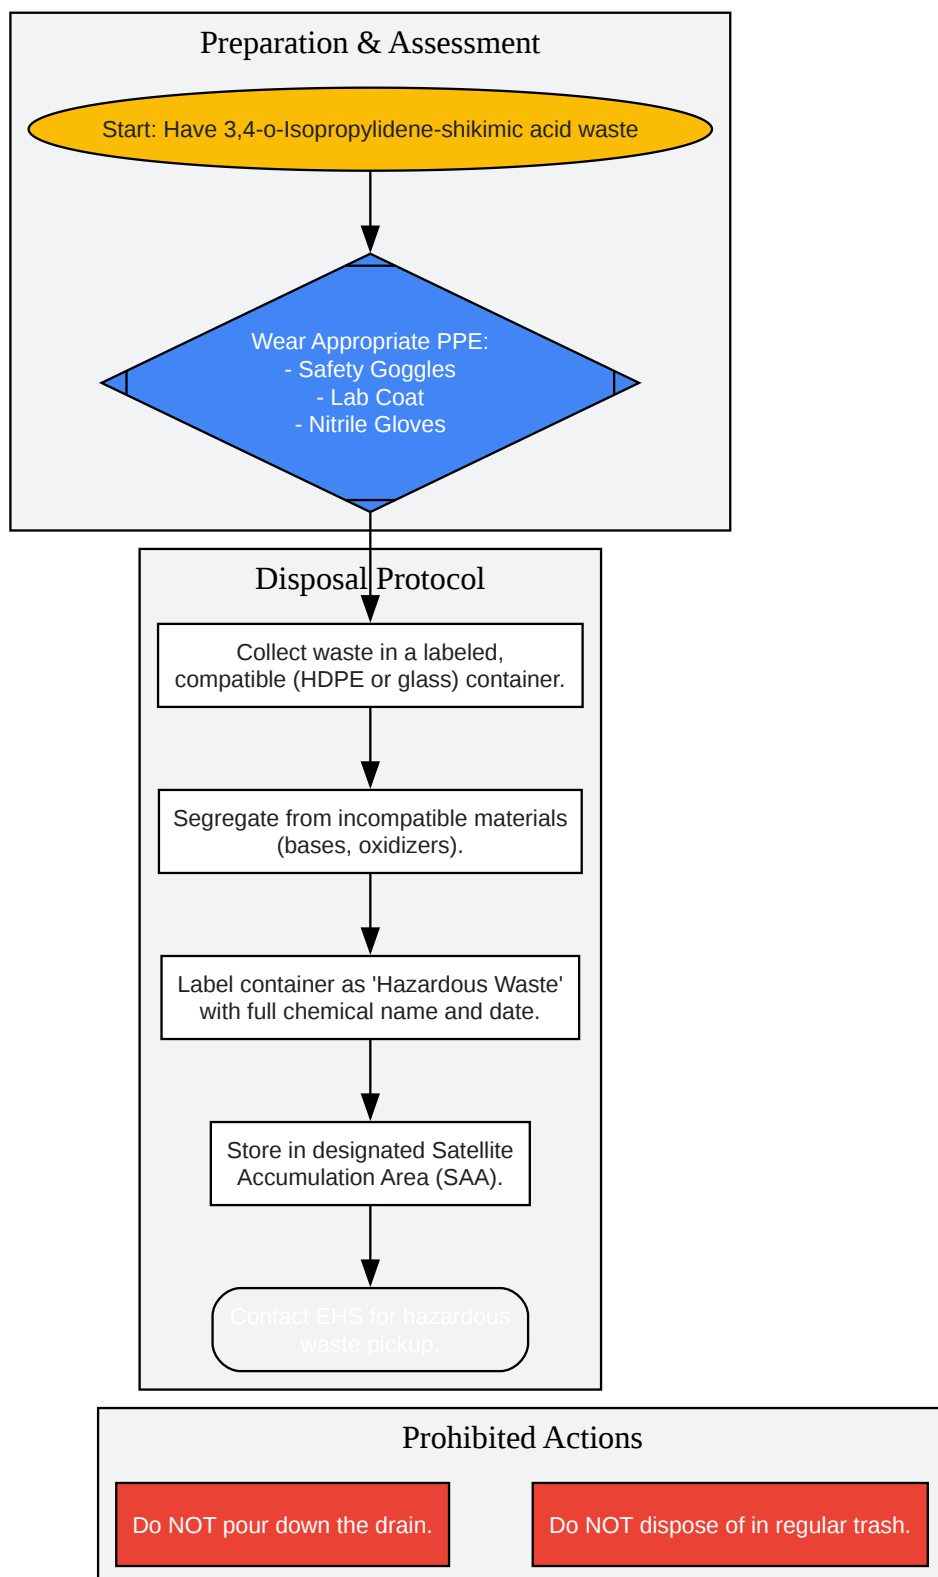 Preparation & Assessment
Start: Have 3,4-o-Isopropylidene-shikimic acid waste
Wear Appropriate PPE:
- Safety Goggles
- Lab Coat
- Nitrile Gloves
Disposal Protocol
Collect waste in a labeled,
compatible (HDPE or glass) container.
Segregate from incompatible materials
(bases, oxidizers).
Label container as 'Hazardous Waste'
with full chemical name and date.
Store in designated Satellite
Accumulation Area (SAA).
Contact EHS for hazardous
waste pickup.
Prohibited Actions
Do NOT pour down the drain.
Do NOT dispose of in regular trash.